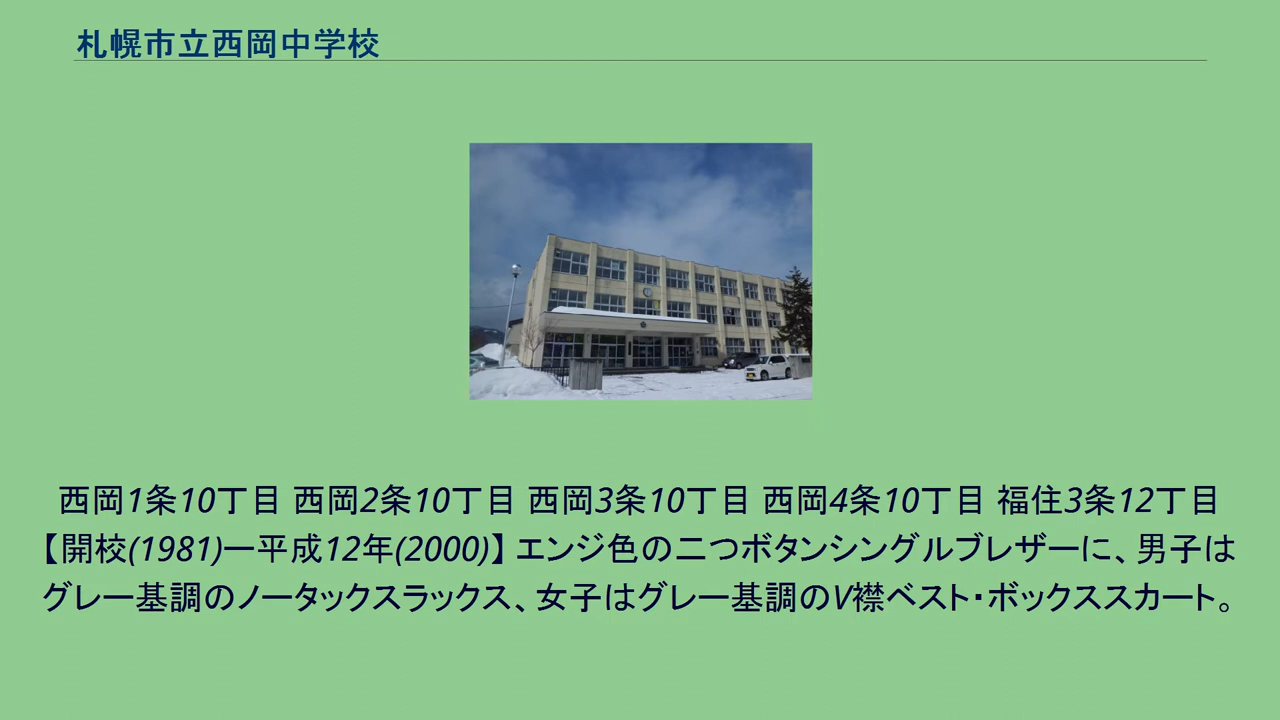 札幌市立西岡中学校
西岡1条10丁目 西岡2条10丁目 西岡3条10丁目 西岡4条10丁目 福住3条12丁目
【開校(1981)ー平成12年(2000)】 エンジ色の二つボタンシングルブレザーに、男子は
グレー基調のノータックスラックス、女子はグレー基調のV襟ベスト・ボックススカート。